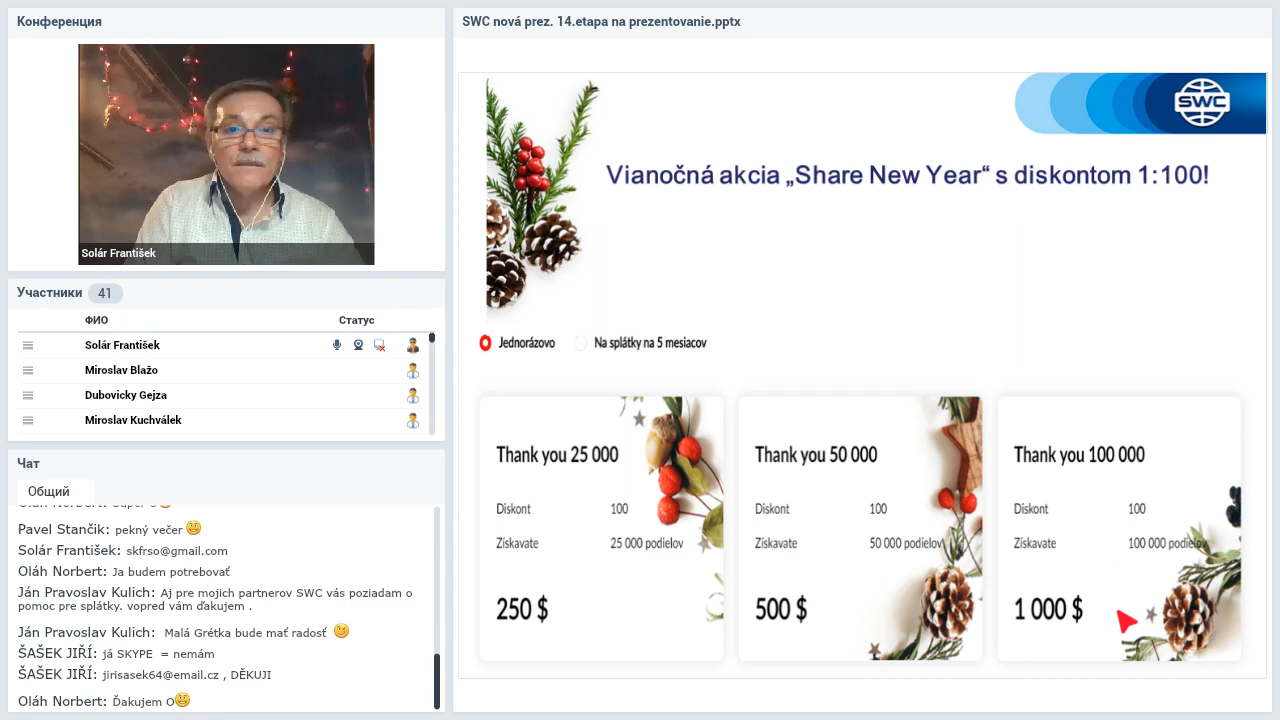 Конференция
Solár František
Участники 41
ФИО Статус
Solár František
Miroslav Blažo
Dubovicky Gejza
Miroslav Kuchválek
Чат
Общий
Oláh Norbert: Super O
Pavel Stančik: pekný večer
Solár František: skfrso@gmail.com
Oláh Norbert: Ja budem potrebovať
Ján Pravoslav Kulich: Aj pre mojich partnerov SWC vás poziadam o
pomoc pre splátky. vopred vám ďakujem .
Ján Pravoslav Kulich: Malá Grétka bude mať radosť
ŠAŠEK JIŘÍ: já SKYPE = nemám
ŠAŠEK JIŘÍ: jirisasek64@email.cz , DĚKUJI
Oláh Norbert: Ďakujem O
SWC nová prez. 14.etapa na prezentovanie.pptx
SWC
Vianočná akcia „Share New Year“ s diskontom 1:100!
Jednorázovo Na splátky na 5 mesiacov
Thank you 25 000
Diskont 100
Získavate 25 000 podielov
250 $
Thank you 50 000
Diskont 100
Získavate 50 000 podielov
500 $
Thank you 100 000
Diskont 100
Získavate 100 000 podielov
1 000 $